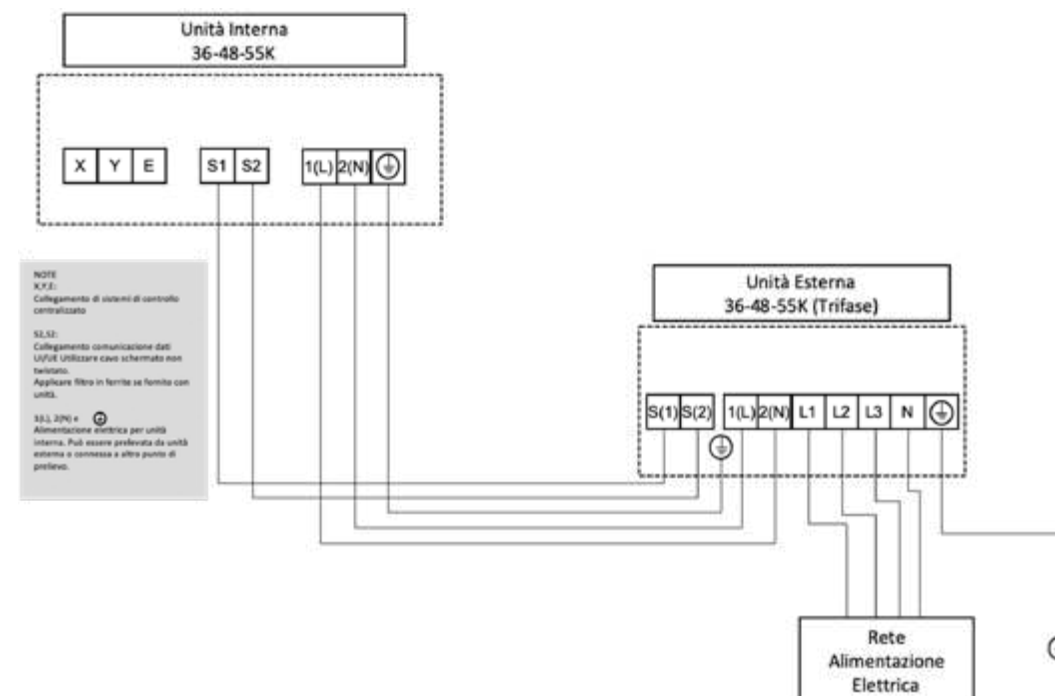 Unità Interna
36-48-55K
X Y E S1 S2 1(L) 2(N)
NOTE
X,Y,E:
Collegamento di sistemi di controllo
centralizzato
S1,S2:
Collegamento comunicazione dati
UI/UE Utilizzare cavo schermato non
twistato.
Applicare filtro in ferrite se fornito con
unità.
1(L), 2(N) e
Alimentazione elettrica per unità
interna. Può essere prelevata da unità
esterna o connessa a altro punto di
prelievo.
Unità Esterna
36-48-55K (Trifase)
S(1) S(2) 1(L) 2(N) L1 L2 L3 N
Rete
Alimentazione
Elettrica